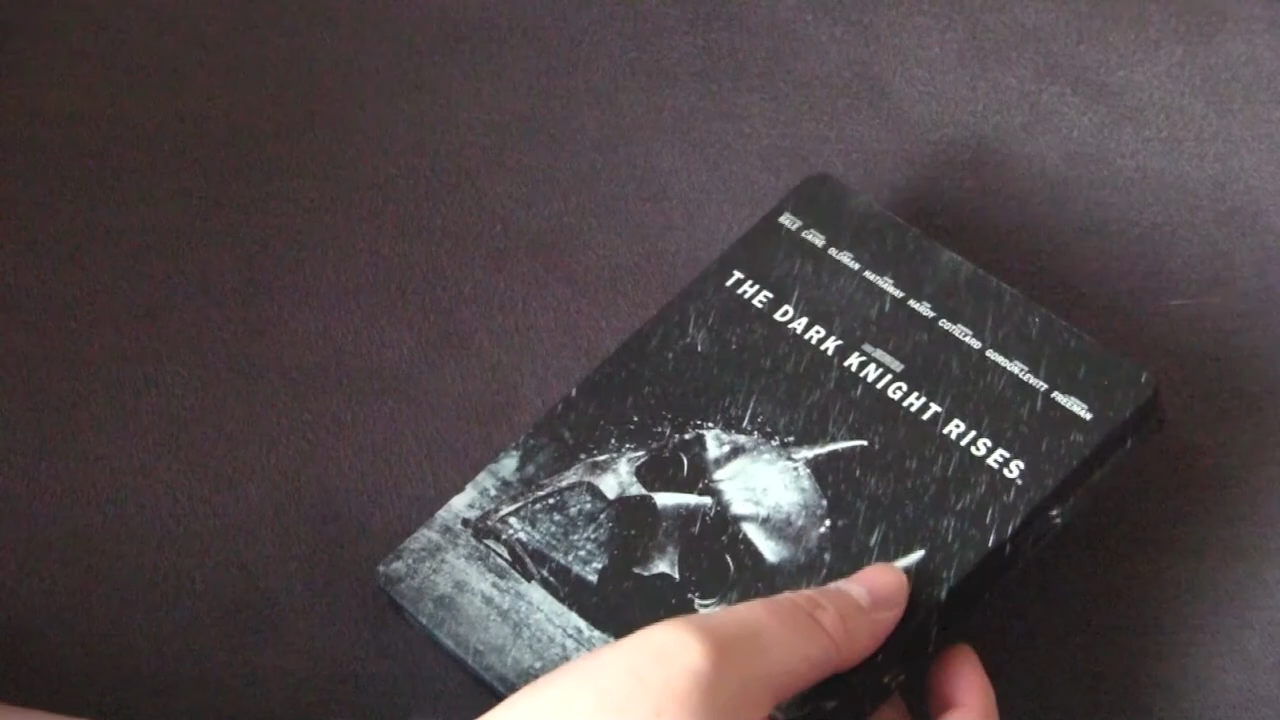 BALE CAINE OLDMAN HATHAWAY HARDY COTILLARD GORDON-LEVITT FREEMAN
THE DARK KNIGHT RISES